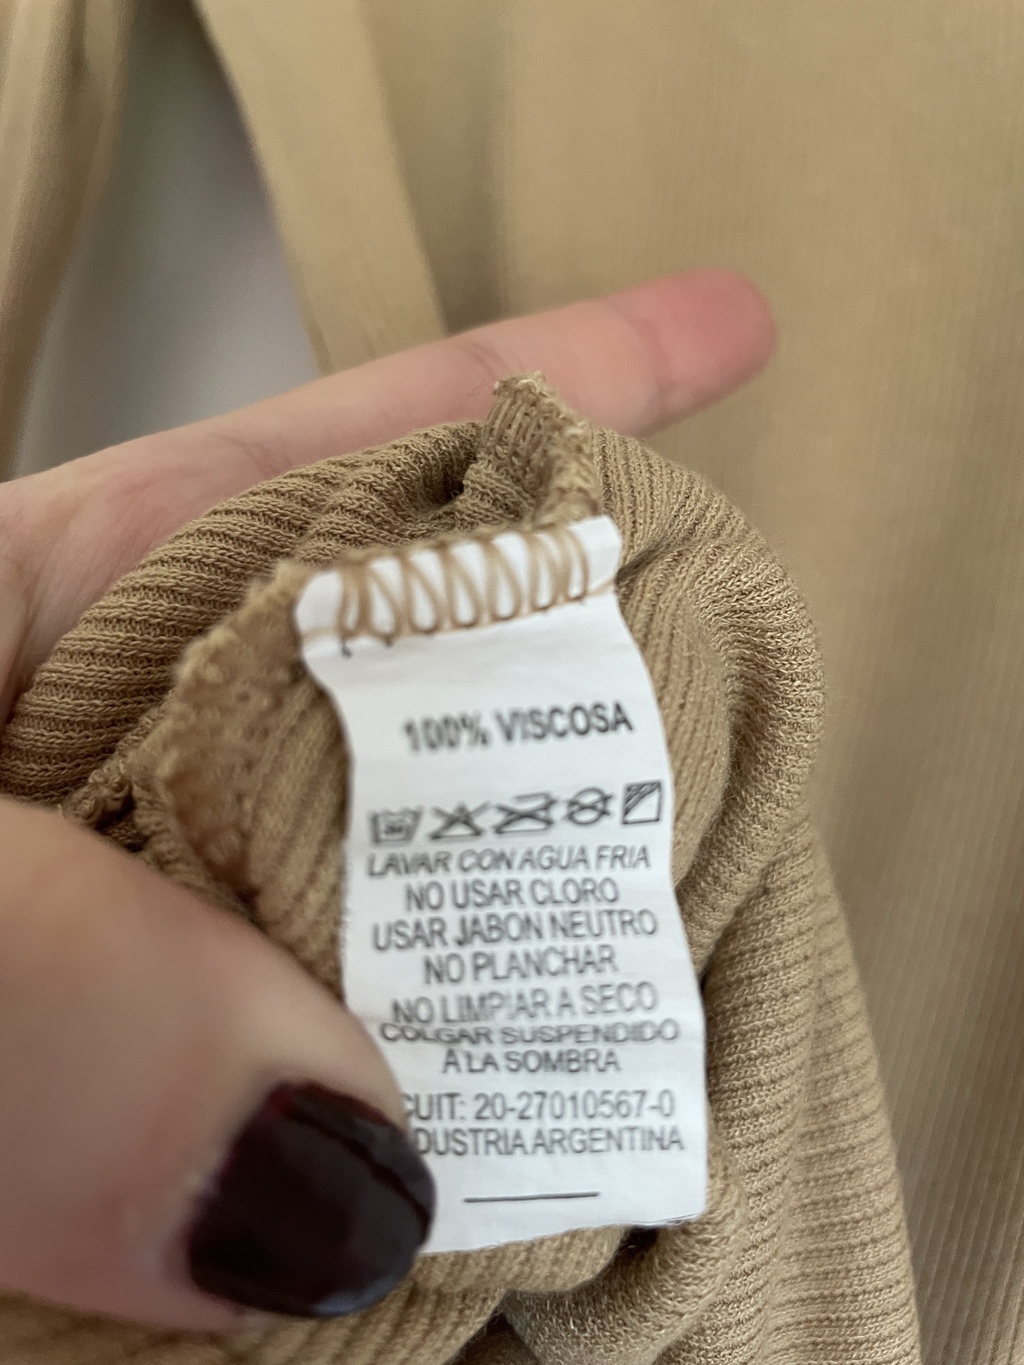 100% VISCOSA
LAVAR CON AGUA FRIA
NO USAR CLORO
USAR JABON NEUTRO
NO PLANCHAR
NO LIMPIAR A SECO
COLGAR SUSPENDIDO
A LA SOMBRA
CUIT: 20-27010567-0
DUSTRIA ARGENTINA